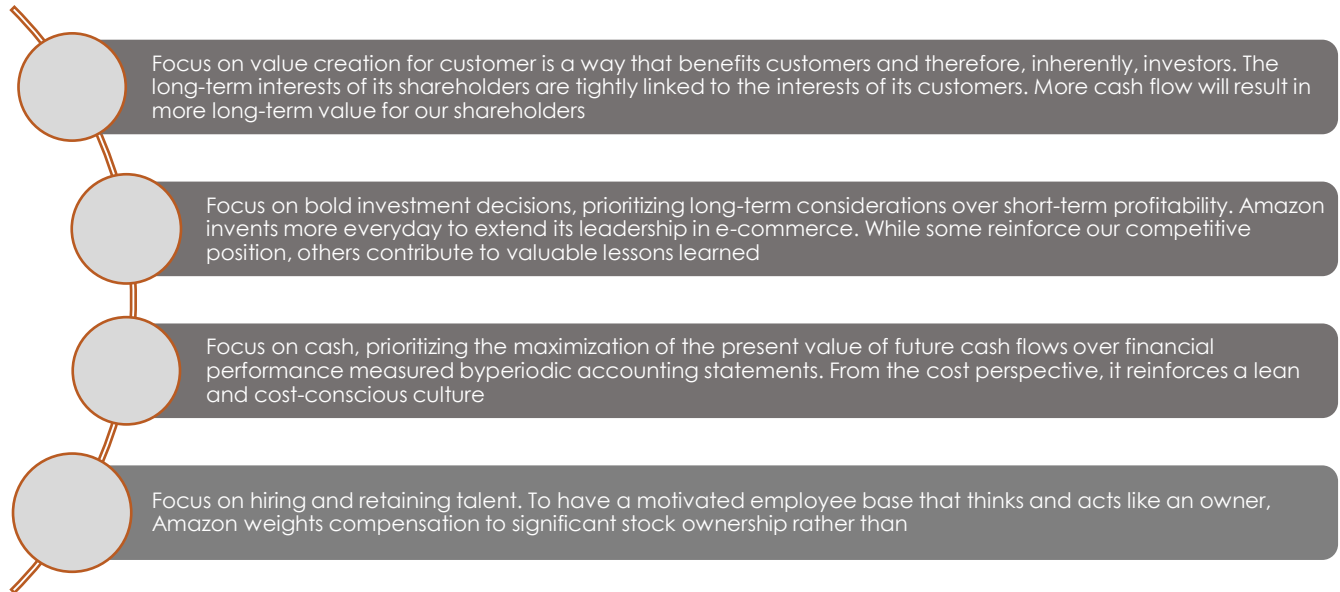 Focus on value creation for customer is a way that benefits customers and therefore, inherently, investors. The
long-term interests of its shareholders are tightly linked to the interests of its customers. More cash flow will result in
more long-term value for our shareholders
Focus on bold investment decisions, prioritizing long-term considerations over short-term profitability. Amazon
invents more everyday to extend its leadership in e-commerce. While some reinforce our competitive
position, others contribute to valuable lessons learned
Focus on cash, prioritizing the maximization of the present value of future cash flows over financial
performance measured byperiodic accounting statements. From the cost perspective, it reinforces a lean
and cost-conscious culture
Focus on hiring and retaining talent. To have a motivated employee base that thinks and acts like an owner,
Amazon weights compensation to significant stock ownership rather than